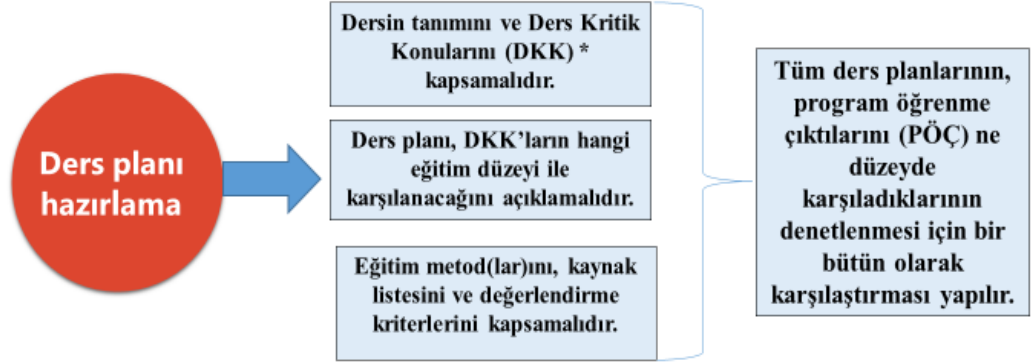 Ders planı
hazırlama
Dersin tanımını ve Ders Kritik
Konularını (DKK) *
kapsamalıdır.
Ders planı, DKK’ların hangi
eğitim düzeyi ile
karşılanacağını açıklamalıdır.
Eğitim metod(lar)ını, kaynak
listesini ve değerlendirme
kriterlerini kapsamalıdır.
Tüm ders planlarının,
program öğrenme
çıktılarını (PÖÇ) ne
düzeyde
karşıladıklarının
denetlenmesi için bir
bütün olarak
karşılaştırması yapılır.